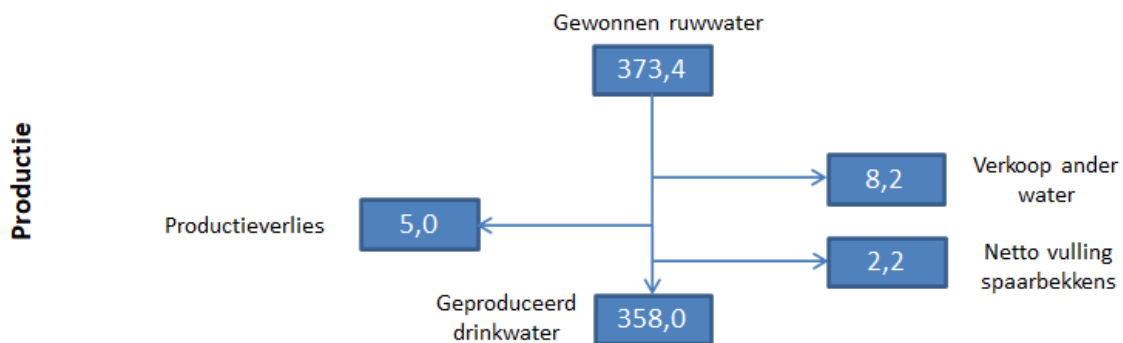 Gewonnen ruwwater
373,4
Productie
8,2
Verkoop ander
water
Productieverlies
5,0
2,2
Netto vulling
spaarbekkens
Geproduceerd
drinkwater
358,0